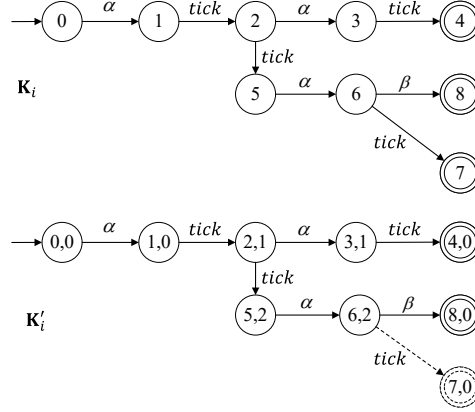 α tick α tick
0 1 2 3 4
tick
K_i
α β
5 6 8
tick
7
α tick α tick
0,0 1,0 2,1 3,1 4,0
tick
α β
K′_i
5,2 6,2 8,0
tick
7,0